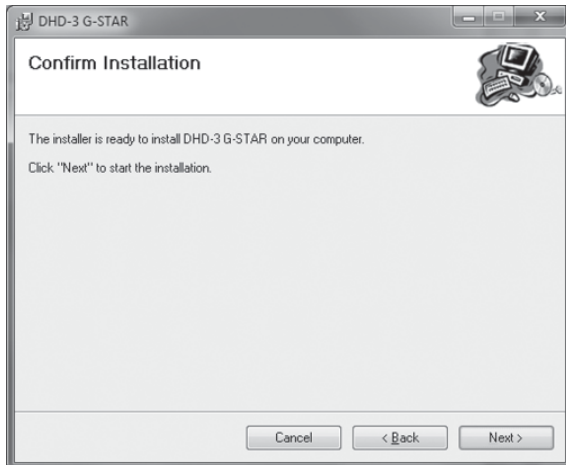 DHD-3 G-STAR
Confirm Installation
The installer is ready to install DHD-3 G-STAR on your computer.
Click "Next" to start the installation.
Cancel
< Back
Next >